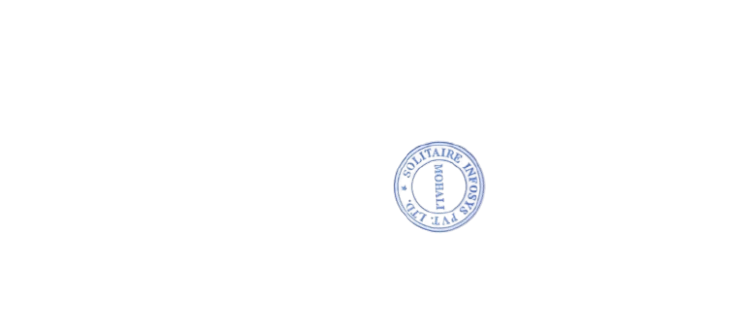 SOLITAIRE INFOSYS PVT. LTD. *
MOHALI